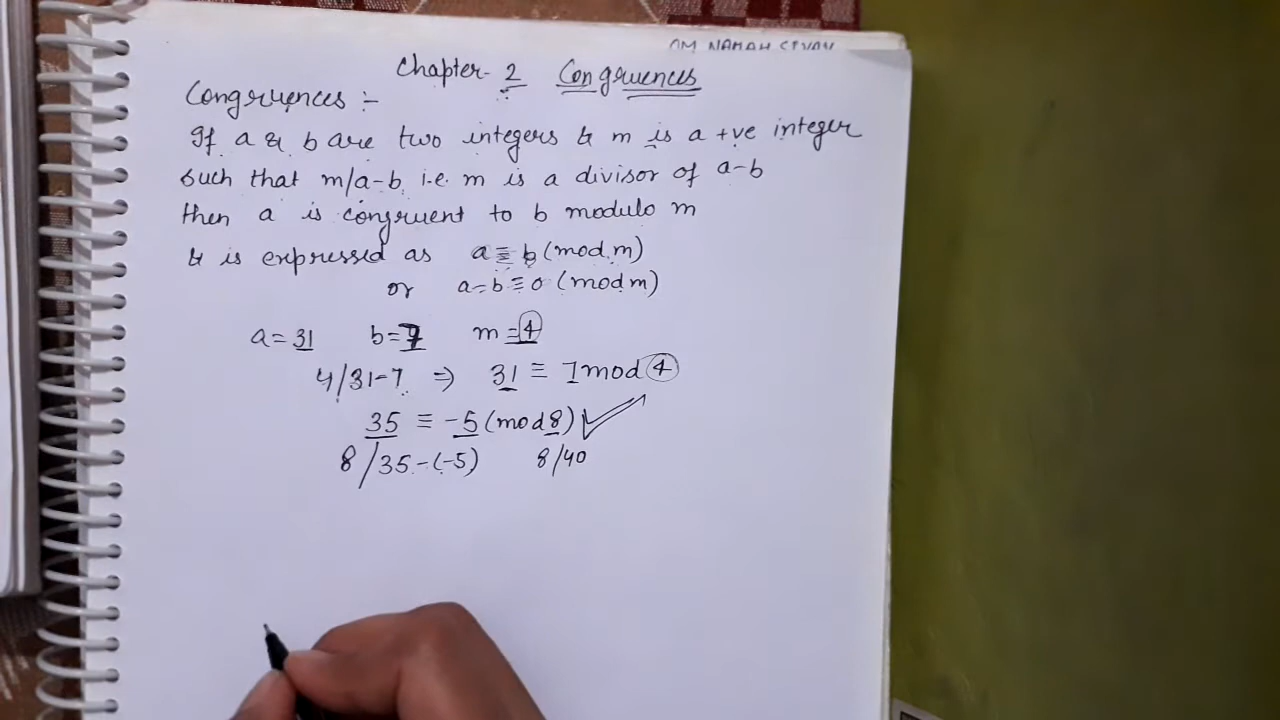 OM NAMAH SIVAY
Chapter-2 Congruences
Congruences :-
If a & b are two integers & m is a +ve integer
such that m/a-b, i.e. m is a divisor of a-b
then a is congruent to b modulo m
& is expressed as a ≡ b (mod m)
or a-b ≡ 0 (mod m)
a = 31 b = 7 m = 4
4/31-7 ⇒ 31 ≡ 7 mod 4
35 ≡ -5 (mod 8)
8/35-(-5) 8/40